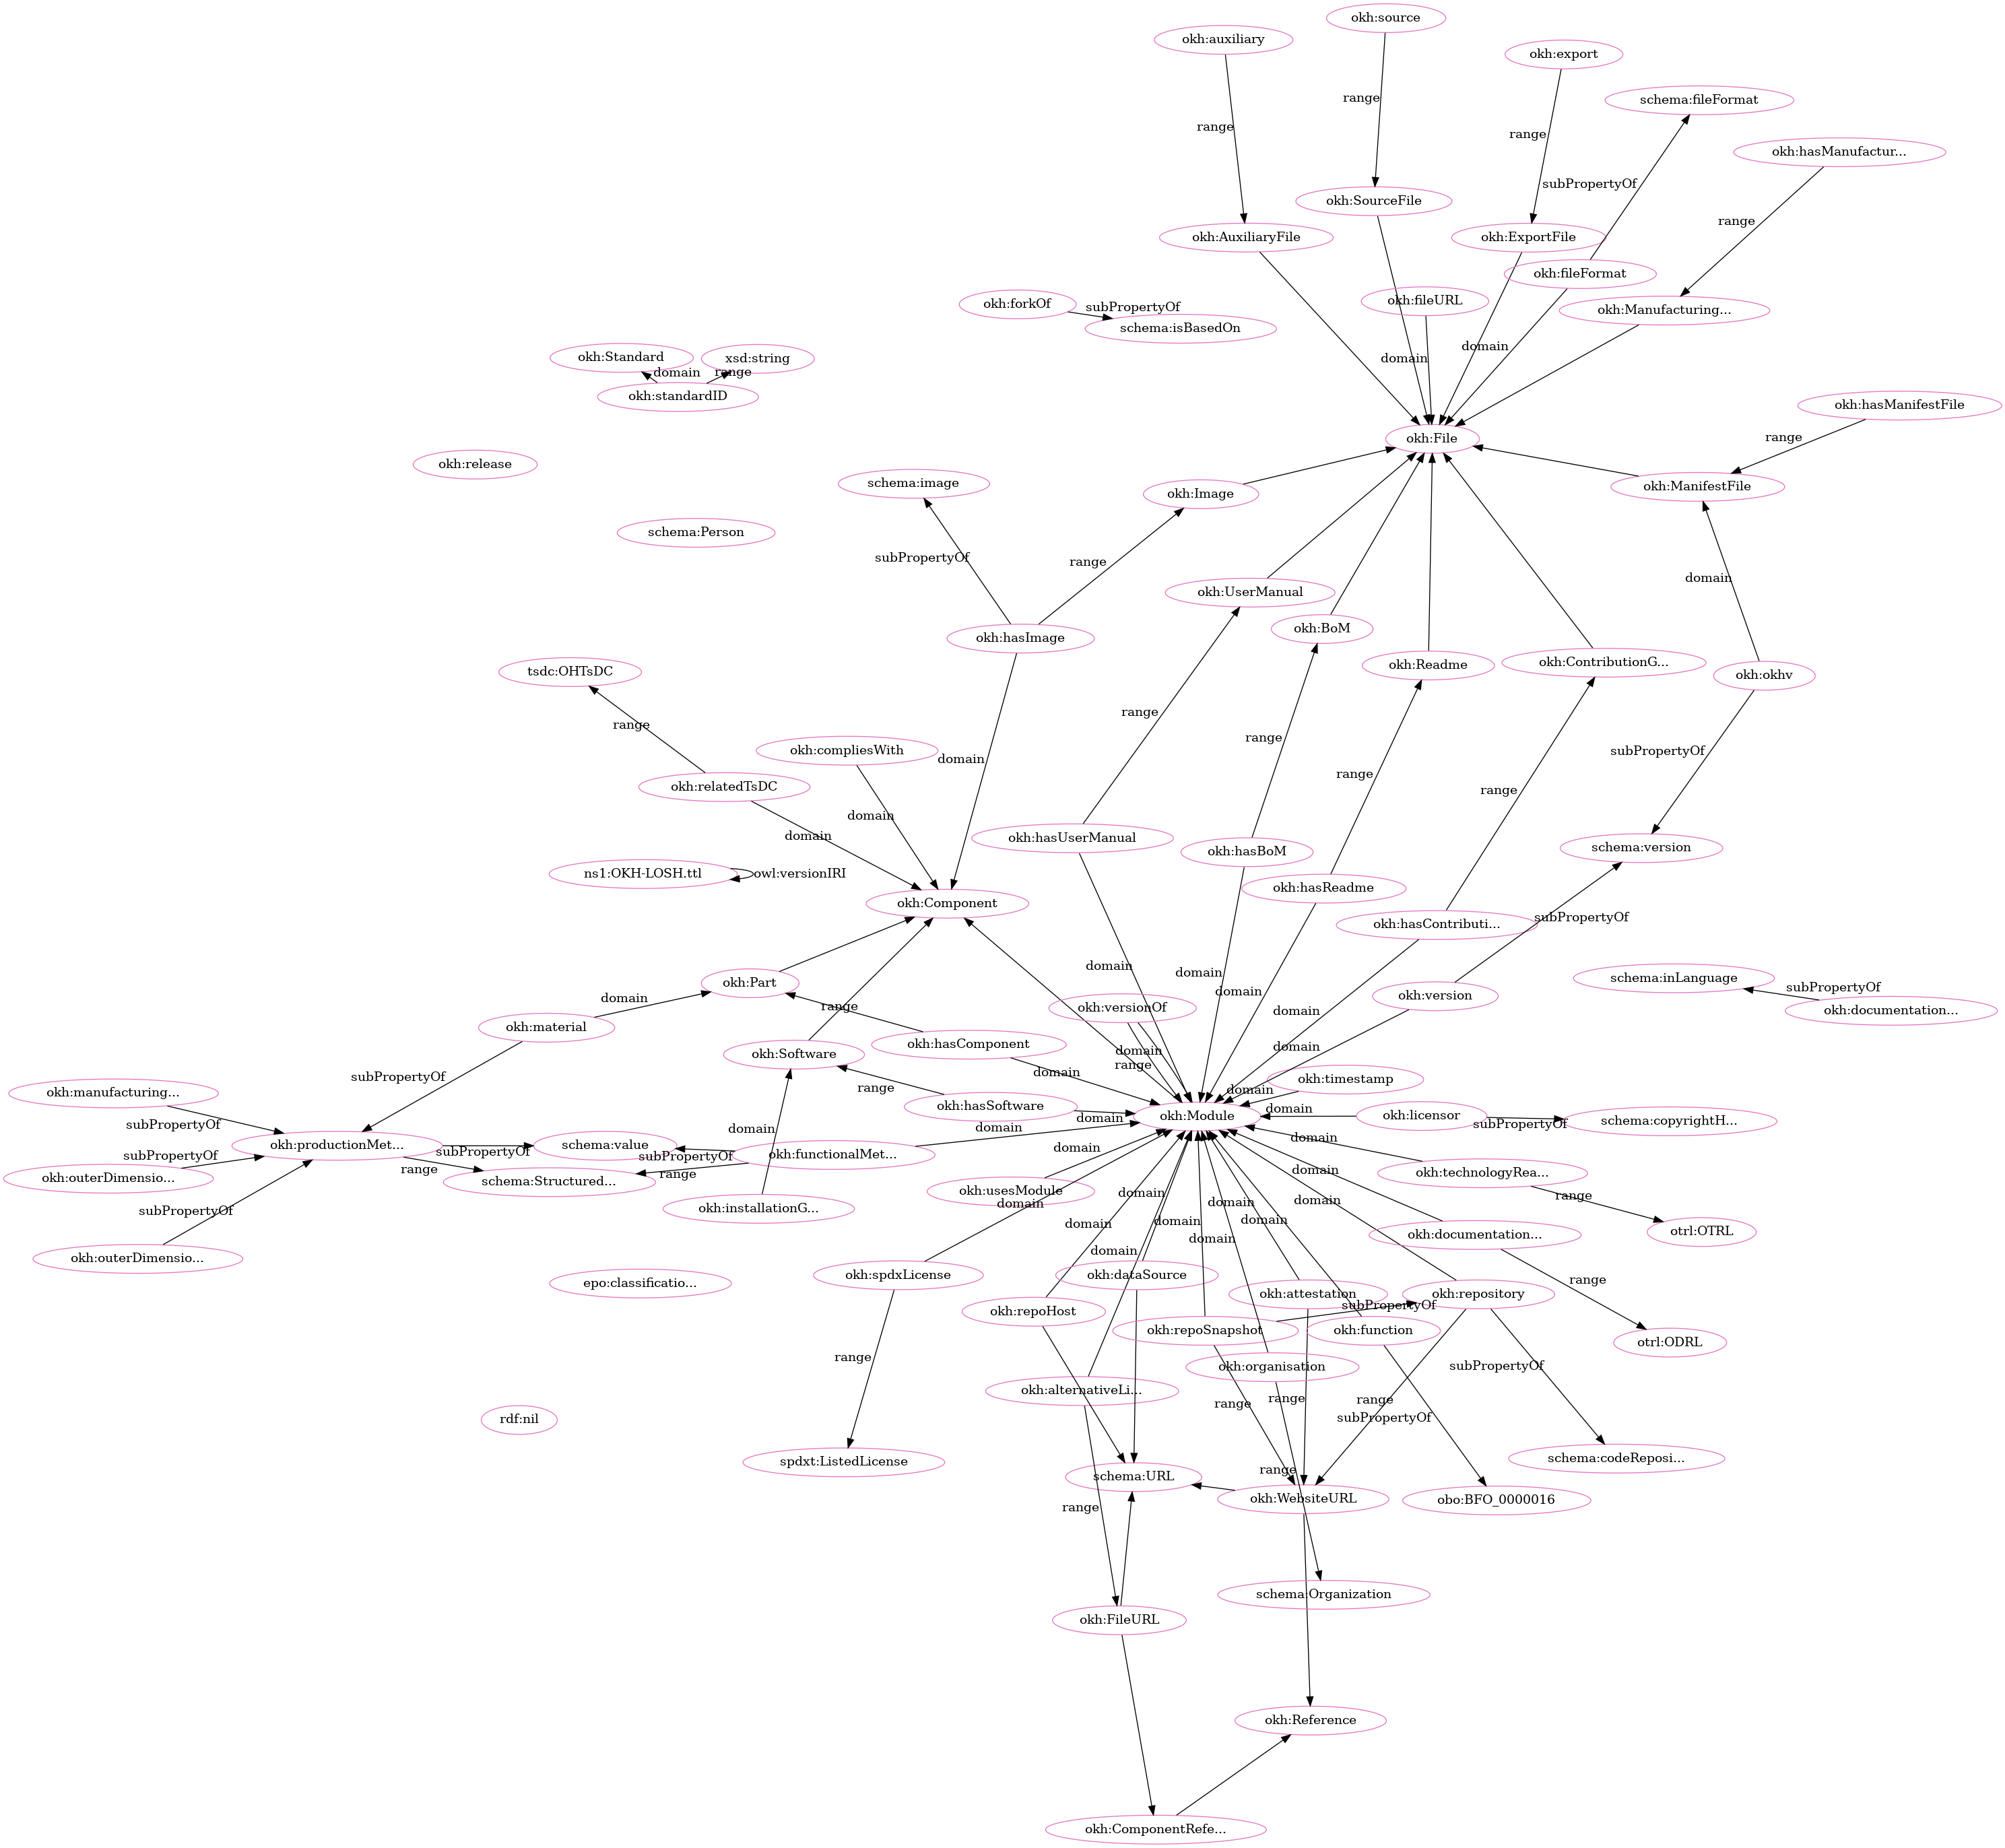 okh:source
okh:auxiliary
okh:export
schema:fileFormat
range
range
range
okh:hasManufactur...
subPropertyOf
okh:SourceFile
range
okh:AuxiliaryFile
okh:ExportFile
okh:fileFormat
okh:forkOf
subPropertyOf
okh:fileURL
okh:Manufacturing...
schema:isBasedOn
okh:Standard
xsd:string
domain
domain
domain
range
okh:standardID
okh:hasManifestFile
okh:File
range
okh:release
schema:image
okh:Image
okh:ManifestFile
schema:Person
subPropertyOf
range
domain
okh:UserManual
okh:BoM
okh:hasImage
okh:Readme
okh:ContributionG...
tsdc:OHTsDC
okh:okhv
range
range
range
okh:compliesWith
domain
subPropertyOf
okh:relatedTsDC
range
range
domain
domain
okh:hasUserManual
okh:hasBoM
schema:version
ns1:OKH-LOSH.ttl
owl:versionIRI
okh:hasReadme
okh:Component
okh:hasContributi...
subPropertyOf
domain
domain
okh:Part
schema:inLanguage
subPropertyOf
domain
range
okh:versionOf
domain
okh:version
domain
okh:documentation...
okh:material
okh:Software
okh:hasComponent
domain
range
domain
subPropertyOf
domain
okh:timestamp
okh:manufacturing...
range
okh:hasSoftware
domain
domain
okh:Module
okh:licensor
schema:copyrightH...
subPropertyOf
domain
domain
domain
subPropertyOf
okh:productionMet...
schema:value
subPropertyOf
okh:functionalMet...
domain
domain
subPropertyOf
range
subPropertyOf
range
okh:technologyRea...
okh:outerDimensio...
schema:Structured...
okh:usesModule
domain
domain
range
subPropertyOf
okh:installationG...
domain
domain
domain
domain
domain
domain
okh:documentation...
otrl:OTRL
okh:outerDimensio...
domain
domain
epo:classificatio...
okh:spdxLicense
okh:dataSource
range
okh:attestation
okh:repository
okh:repoHost
subPropertyOf
okh:repoSnapshot
okh:function
otrl:ODRL
range
okh:organisation
subPropertyOf
okh:alternativeLi...
range
range
range
rdf:nil
subPropertyOf
spdxt:ListedLicense
schema:codeReposi...
schema:URL
range
okh:WebsiteURL
obo:BFO_0000016
range
schema:Organization
okh:FileURL
okh:Reference
okh:ComponentRefe...